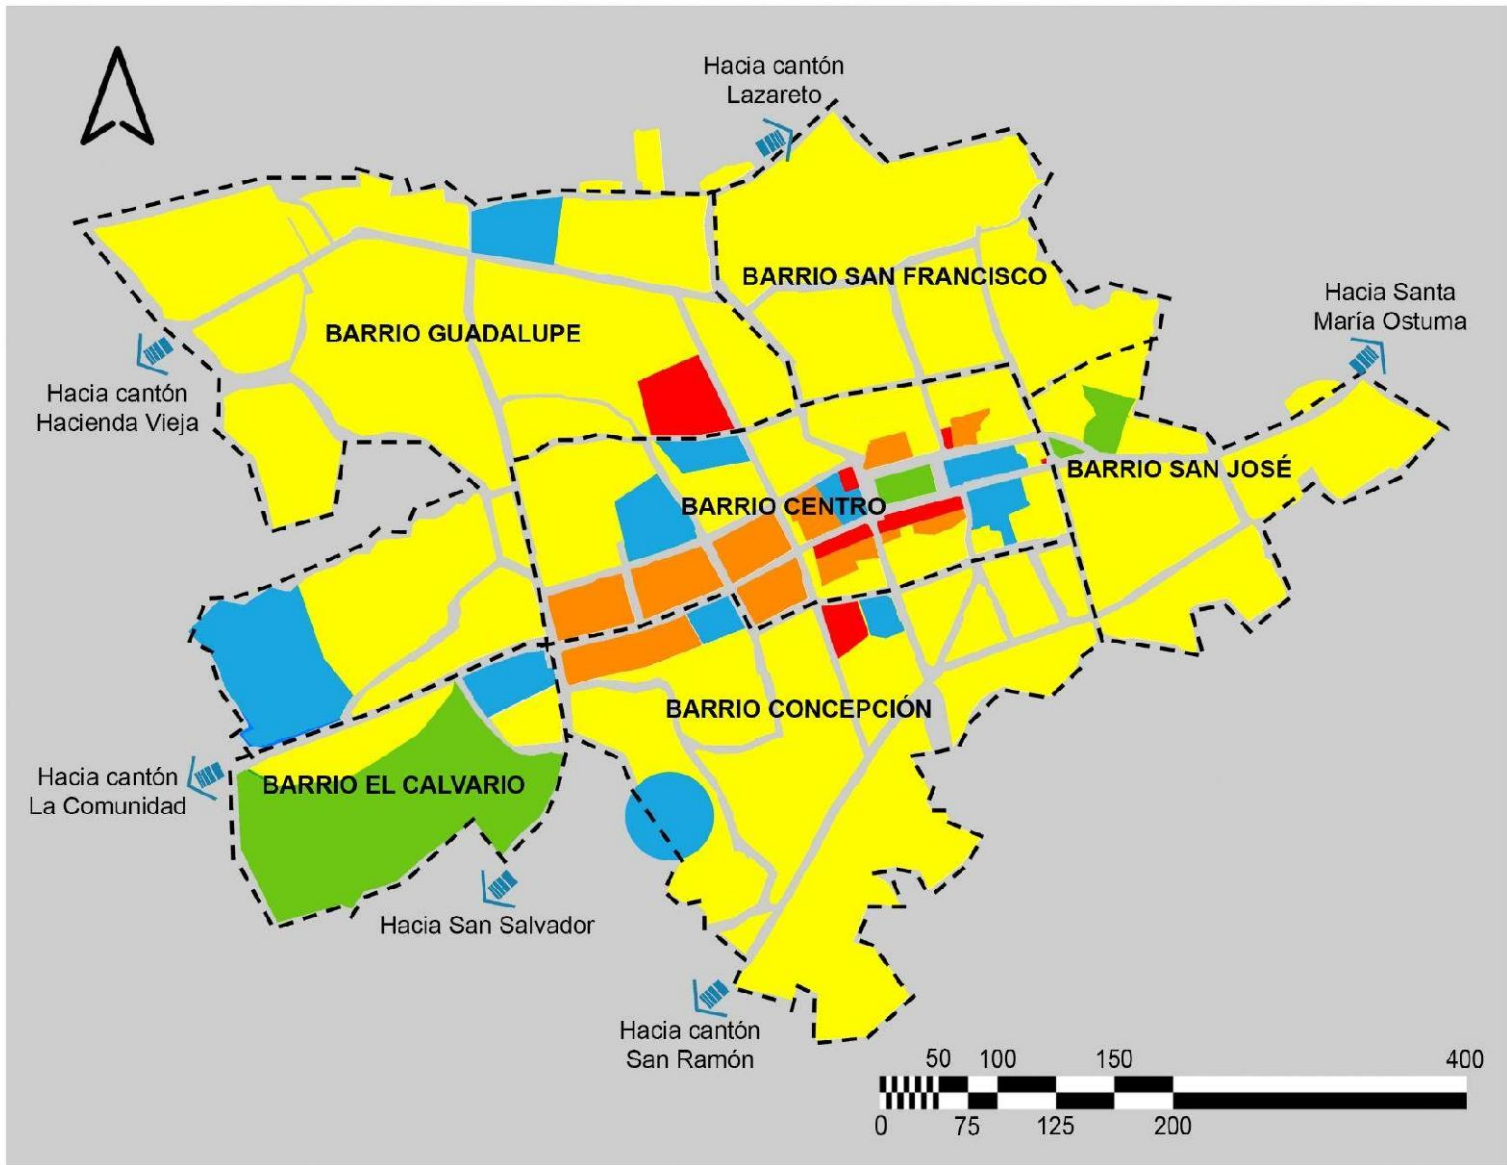 Hacia cantón
Lazareto
BARRIO SAN FRANCISCO
Hacia Santa
María Ostuma
BARRIO GUADALUPE
Hacia cantón
Hacienda Vieja
BARRIO SAN JOSÉ
BARRIO CENTRO
BARRIO CONCEPCIÓN
Hacia cantón
La Comunidad
BARRIO EL CALVARIO
Hacia San Salvador
Hacia cantón
San Ramón
50 100 150 400
0 75 125 200